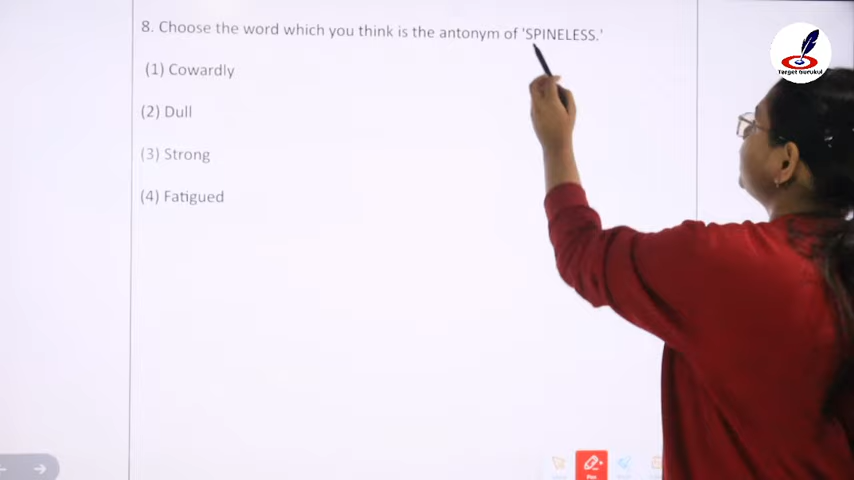 8. Choose the word which you think is the antonym of 'SPINELESS.'
(1) Cowardly
(2) Dull
(3) Strong
(4) Fatigued
Target Gurukul
Pen